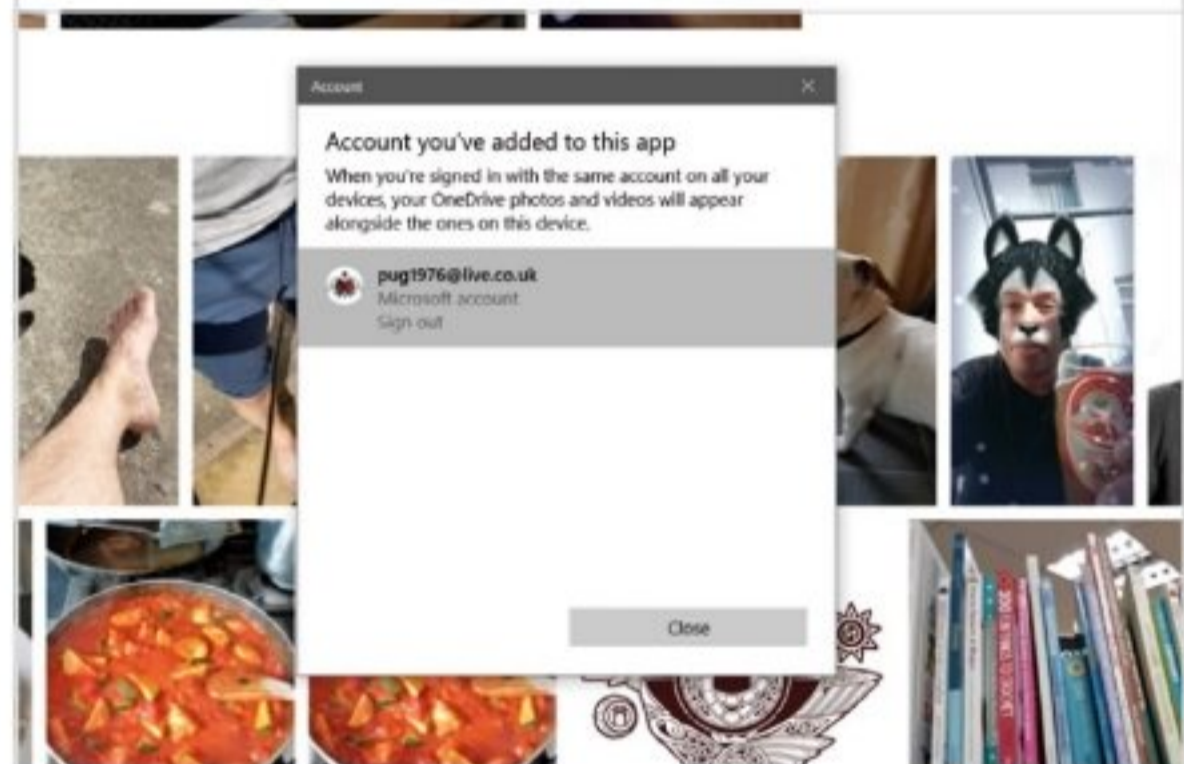 Account
Account you've added to this app
When you're signed in with the same account on all your
devices, your OneDrive photos and videos will appear
alongside the ones on this device.
pug1976@live.co.uk
Microsoft account
Sign out
Close